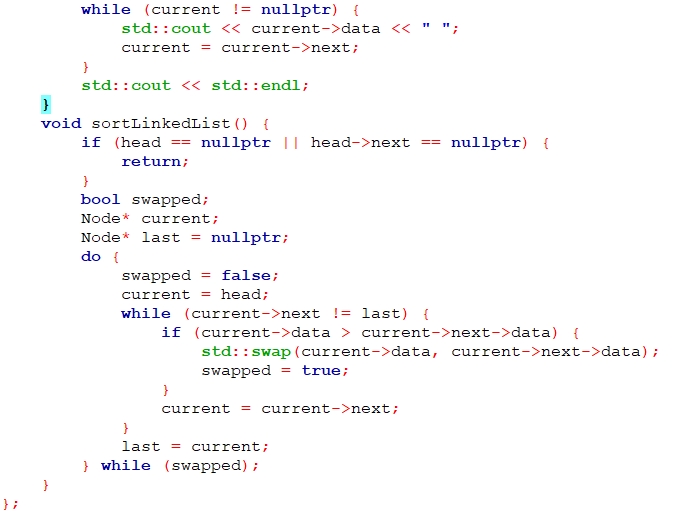 while (current != nullptr) {
            std::cout << current->data << " ";
            current = current->next;
        }
        std::cout << std::endl;
    }
    void sortLinkedList() {
        if (head == nullptr || head->next == nullptr) {
            return;
        }
        bool swapped;
        Node* current;
        Node* last = nullptr;
        do {
            swapped = false;
            current = head;
            while (current->next != last) {
                if (current->data > current->next->data) {
                    std::swap(current->data, current->next->data);
                    swapped = true;
                }
                current = current->next;
            }
            last = current;
        } while (swapped);
    }
};